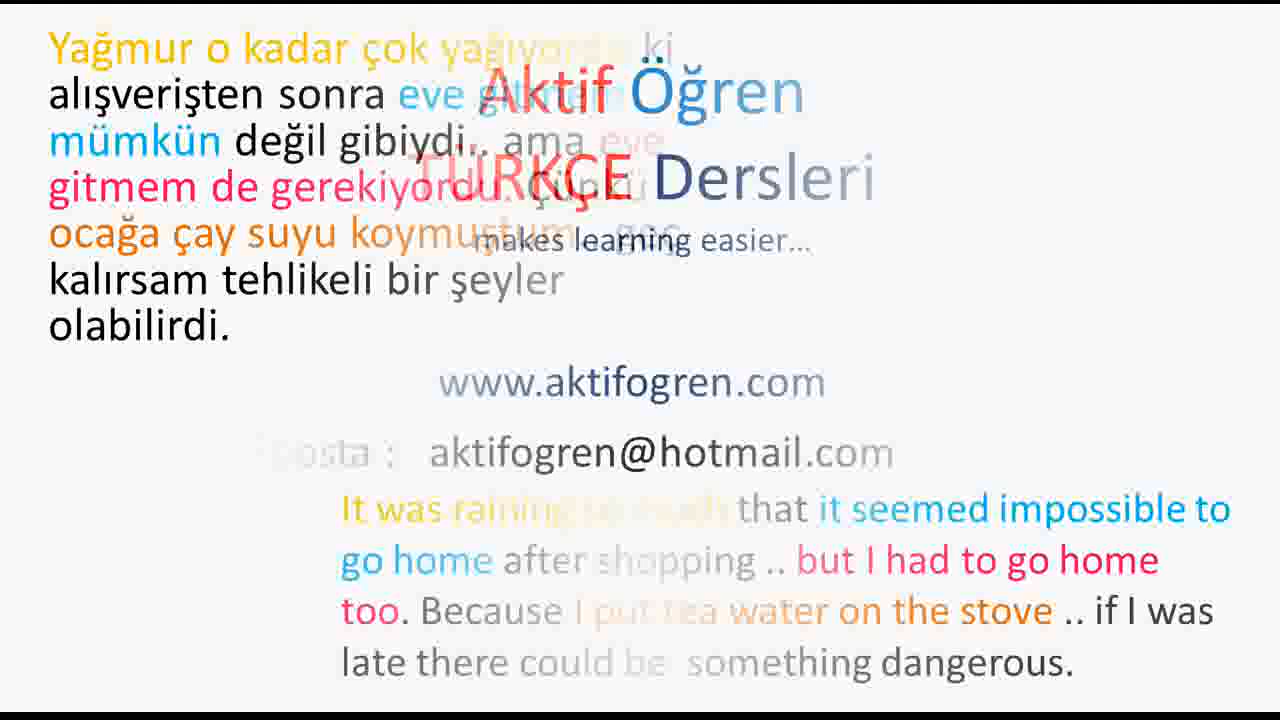 Yağmur o kadar çok yağıyordu ki
alışverişten sonra eve gitmem
mümkün değil gibiydi.. ama eve
gitmem de gerekiyordu. Çünkü
ocağa çay suyu koymuştum.. geç
kalırsam tehlikeli bir şeyler
olabilirdi.
Aktif Öğren
TÜRKÇE Dersleri
makes learning easier...
www.aktifogren.com
posta : aktifogren@hotmail.com
It was raining so much that it seemed impossible to
go home after shopping .. but I had to go home
too. Because I put tea water on the stove .. if I was
late there could be something dangerous.